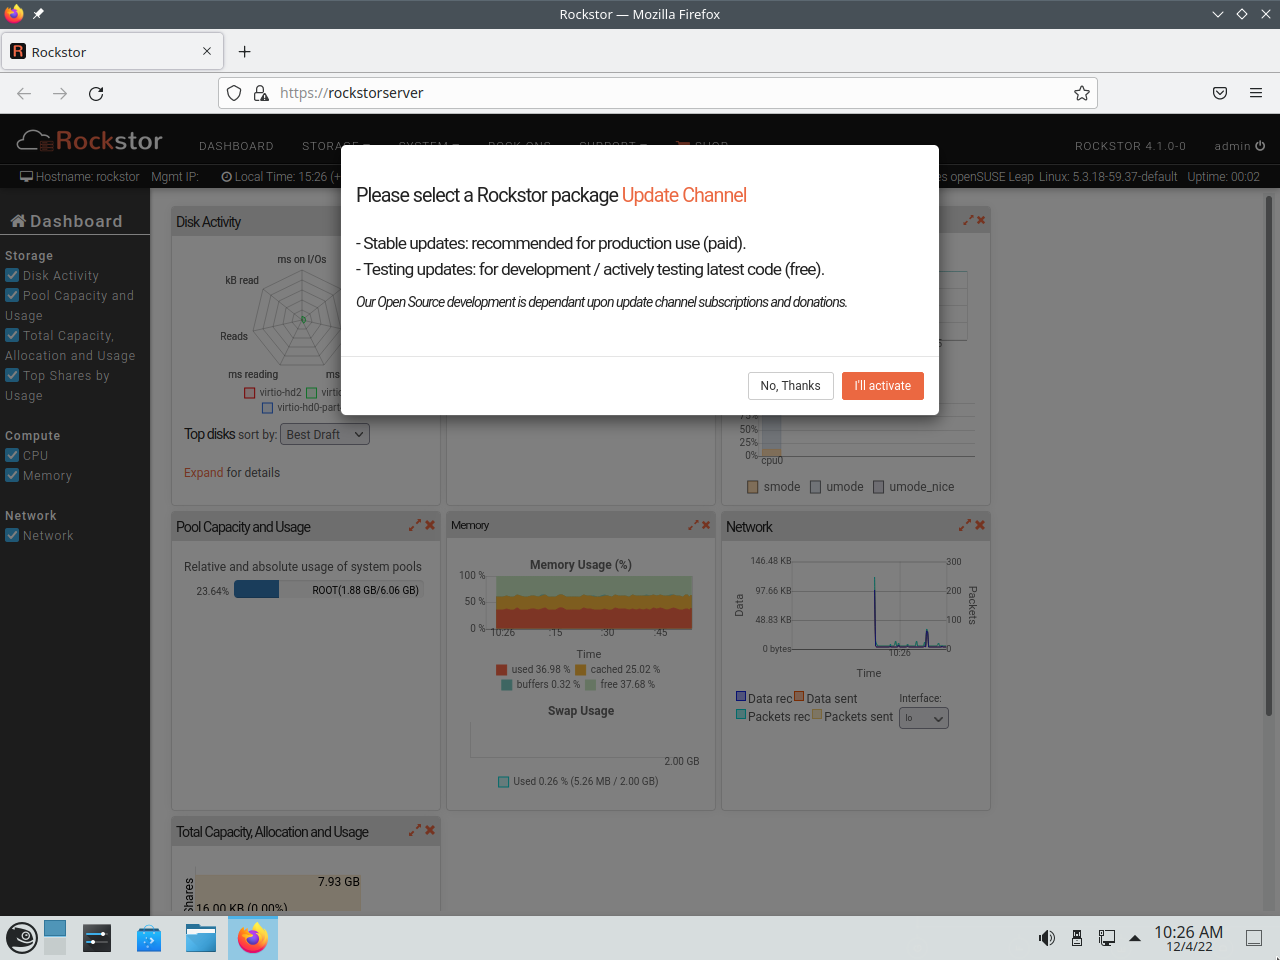 Rockstor — Mozilla Firefox
Rockstor
https://rockstorserver
Rockstor
DASHBOARD STORAGE SYSTEM ROCK-ONS SUPPORT SHOP ROCKSTOR 4.1.0-0 admin
Hostname: rockstor Mgmt IP: Local Time: 15:26 (+ es openSUSE Leap Linux: 5.3.18-59.37-default Uptime: 00:02
Please select a Rockstor package Update Channel
- Stable updates: recommended for production use (paid).
- Testing updates: for development / actively testing latest code (free).
Our Open Source development is dependant upon update channel subscriptions and donations.
No, Thanks I'll activate
Dashboard
Storage
Disk Activity
Pool Capacity and
Usage
Total Capacity,
Allocation and Usage
Top Shares by
Usage
Compute
CPU
Memory
Network
Network
Disk Activity
ms on I/Os
kB read
Reads
ms reading ms
virtio-hd2 virtio
virtio-hd0-part
Top disks sort by: Best Draft
Expand for details
75%
50%
25%
0%
cpu0
smode umode umode_nice
Pool Capacity and Usage
Relative and absolute usage of system pools
23.64% ROOT(1.88 GB/6.06 GB)
Memory
Memory Usage (%)
100 %
50 %
0 %
10:26 :15 :30 :45
Time
used 36.98 % cached 25.02 %
buffers 0.32 % free 37.68 %
Swap Usage
2.00 GB
Used 0.26 % (5.26 MB / 2.00 GB)
Network
146.48 KB 300
97.66 KB 200
48.83 KB 100
0 bytes 0
Data
Packets
10:26
Time
Data rec Data sent
Packets rec Packets sent
Interface:
lo
Total Capacity, Allocation and Usage
Shares
7.93 GB
16.00 KB (0.00%)
10:26 AM
12/4/22